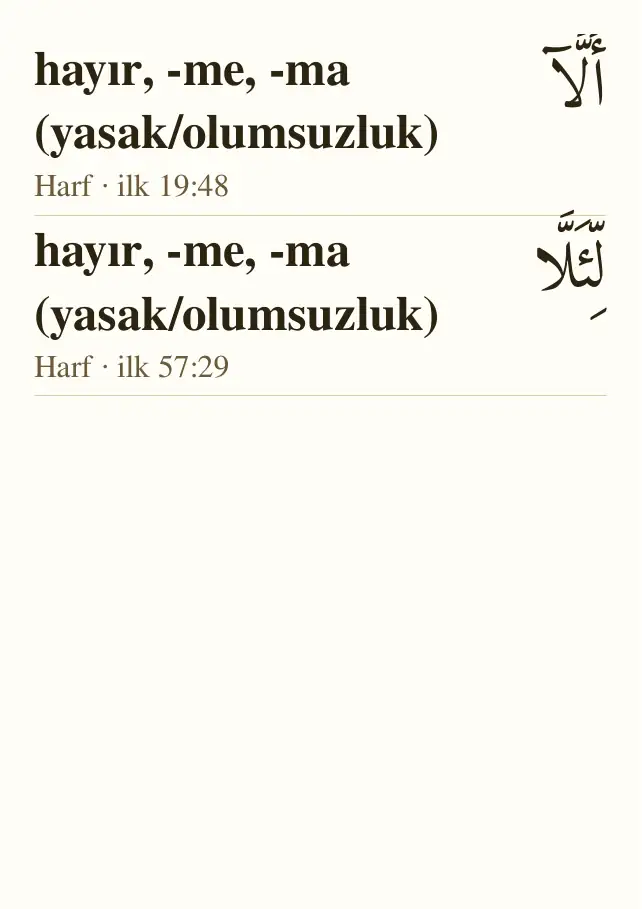 hayır, -me, -ma
أَلَّآ
(yasak/olumsuzluk)
Harf · ilk 19:48
hayır, -me, -ma
لِّئَلَّا
(yasak/olumsuzluk)
Harf · ilk 57:29